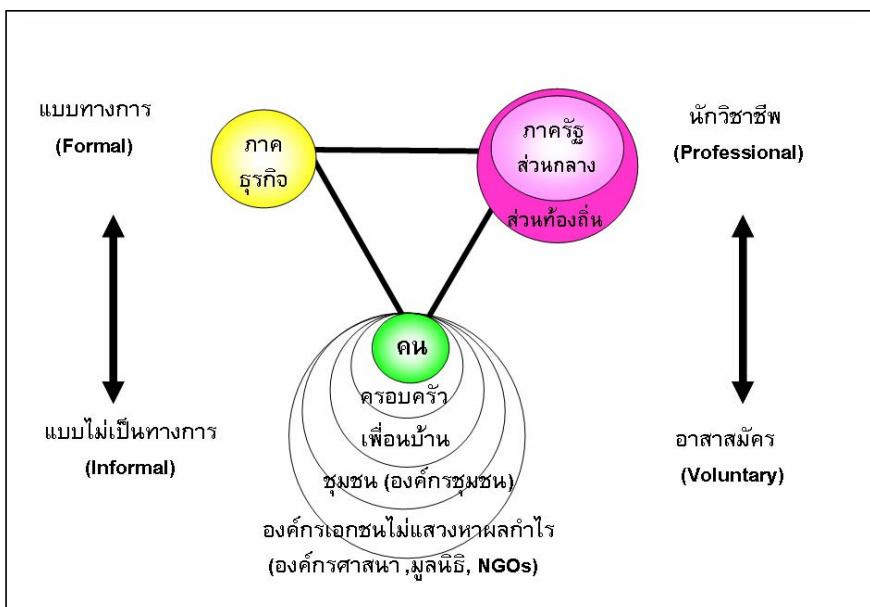 แบบทางการ
(Formal)
ภาค
ธุรกิจ
ภาครัฐ
ส่วนกลาง
ส่วนท้องถิ่น
นักวิชาชีพ
(Professional)
คน
ครอบครัว
เพื่อนบ้าน
ชุมชน (องค์กรชุมชน)
องค์กรเอกชนไม่แสวงหาผลกำไร
(องค์กรศาสนา ,มูลนิธิ, NGOs)
แบบไม่เป็นทางการ
(Informal)
อาสาสมัคร
(Voluntary)